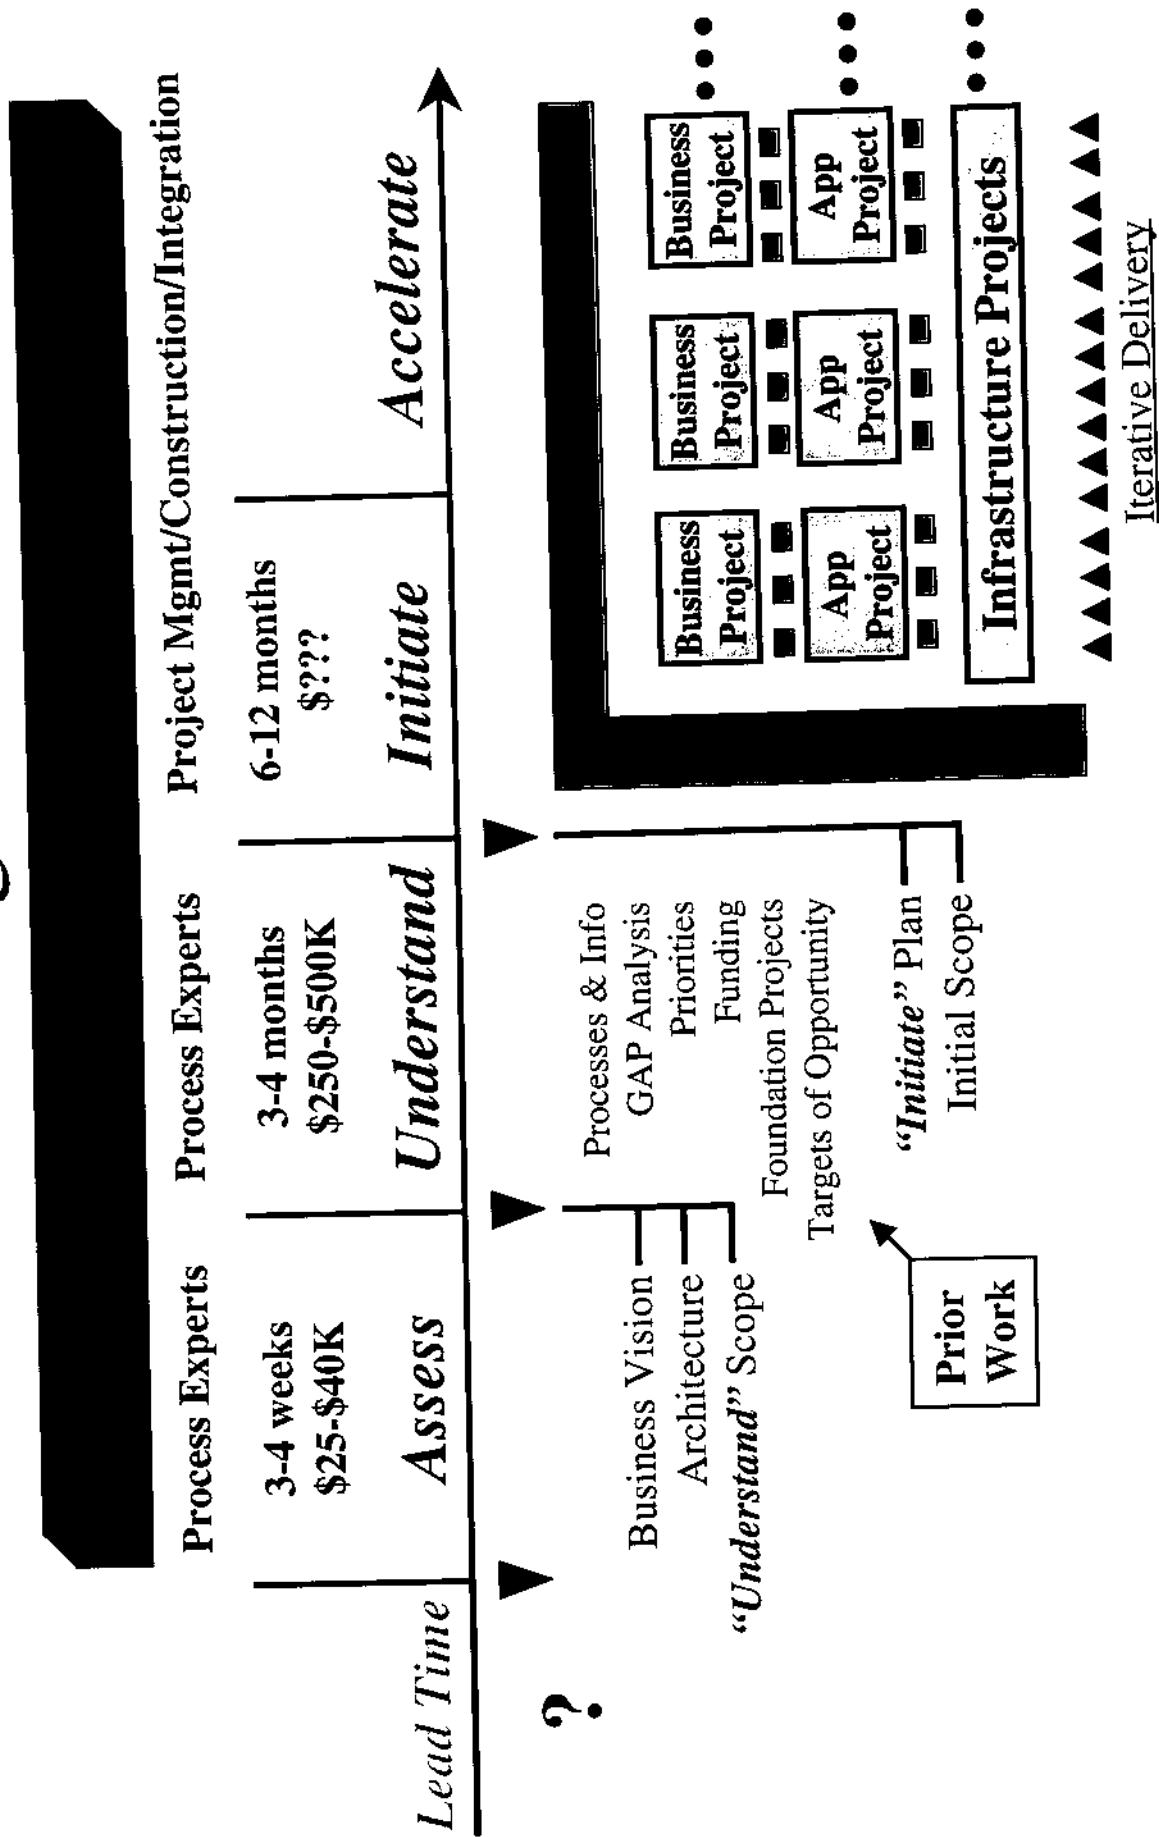 Process Experts
Process Experts
Project Mgmt/Construction/Integration
3-4 weeks
$25-$40K
3-4 months
$250-$500K
6-12 months
$???
Lead Time
Assess
Understand
Initiate
Accelerate
?
Business Vision
Architecture
“Understand” Scope
Processes & Info
GAP Analysis
Priorities
Funding
Foundation Projects
Targets of Opportunity
“Initiate” Plan
Initial Scope
Prior
Work
Business
Project
Business
Project
Business
Project
App
Project
App
Project
App
Project
Infrastructure Projects
Iterative Delivery